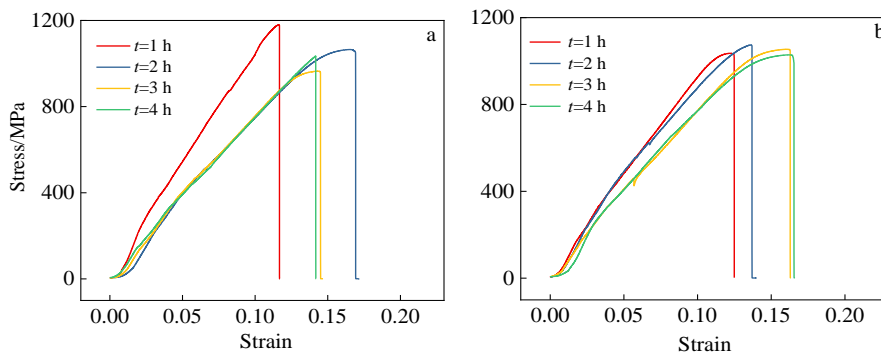 1200
800
400
0
Stress/MPa
t=1 h
t=2 h
t=3 h
t=4 h
a
0.00 0.05 0.10 0.15 0.20
Strain
1200
800
400
0
t=1 h
t=2 h
t=3 h
t=4 h
b
0.00 0.05 0.10 0.15 0.20
Strain